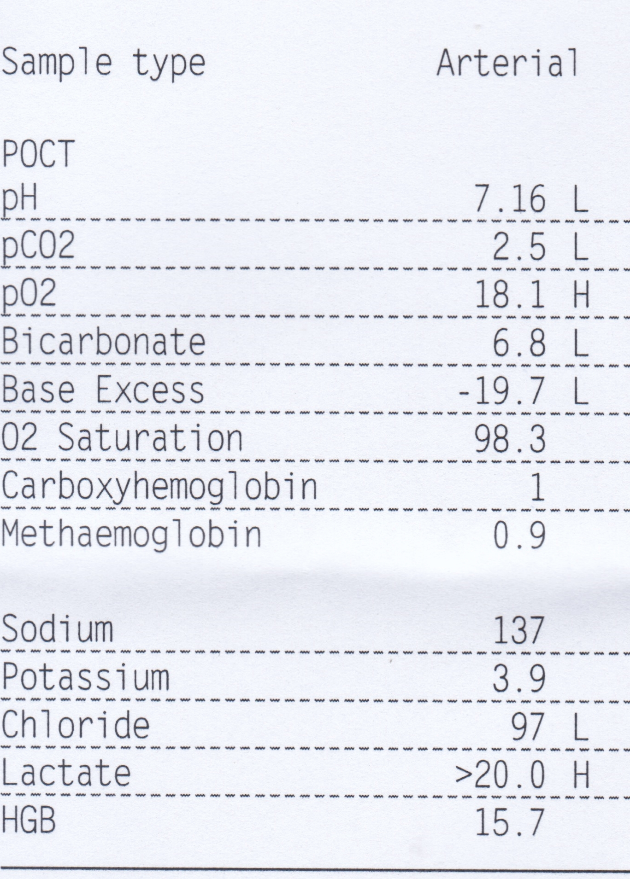 Sample type Arterial
POCT
pH 7.16 L
pCO2 2.5 L
pO2 18.1 H
Bicarbonate 6.8 L
Base Excess -19.7 L
O2 Saturation 98.3
Carboxyhemoglobin 1
Methaemoglobin 0.9
Sodium 137
Potassium 3.9
Chloride 97 L
Lactate >20.0 H
HGB 15.7